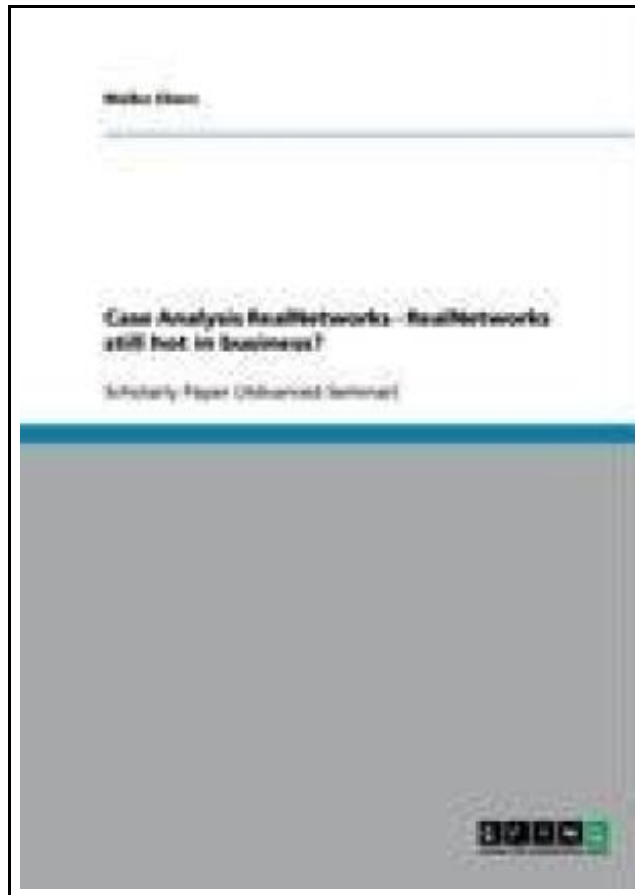 Case Analysis RealNetworks - RealNetworks
still hot in business?
Scholarly Paper (Advanced Seminar)